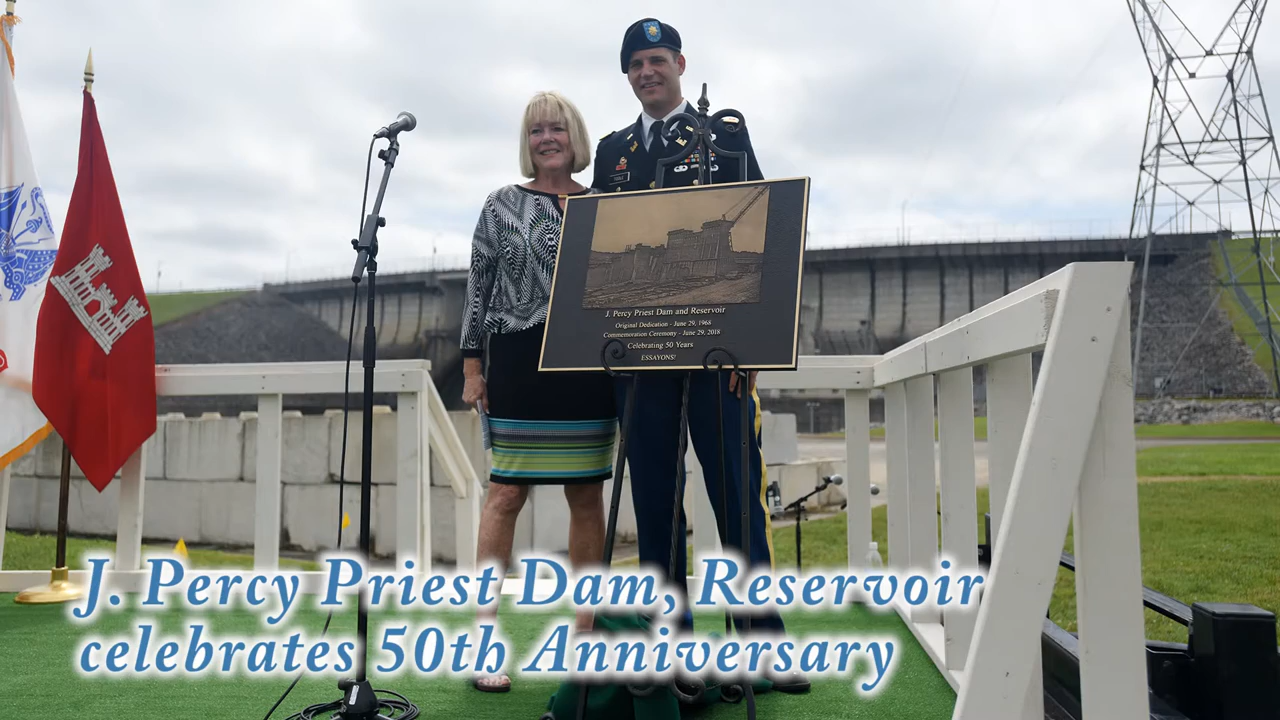 J. Percy Priest Dam and Reservoir
Original Dedication - June 29, 1968
Commemoration Ceremony - June 29, 2018
Celebrating 50 Years
ESSAYONS!
J. Percy Priest Dam, Reservoir
celebrates 50th Anniversary